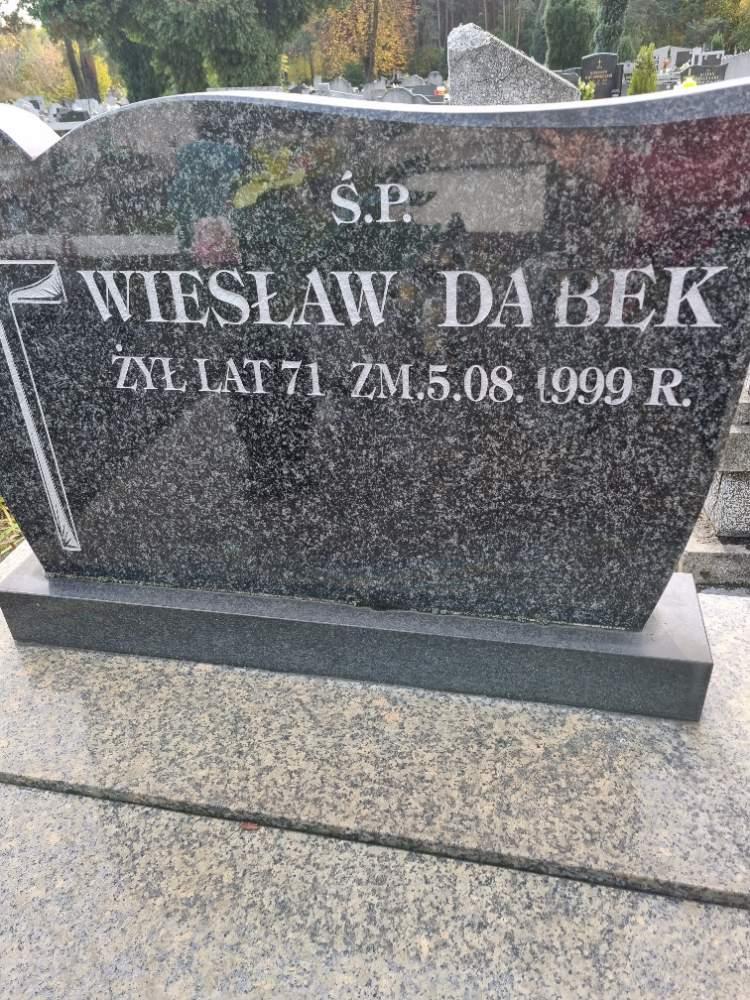 Ś.P.
WIESŁAW DABEK
ŻYŁ LAT 71 ZM.5.08.1999 R.